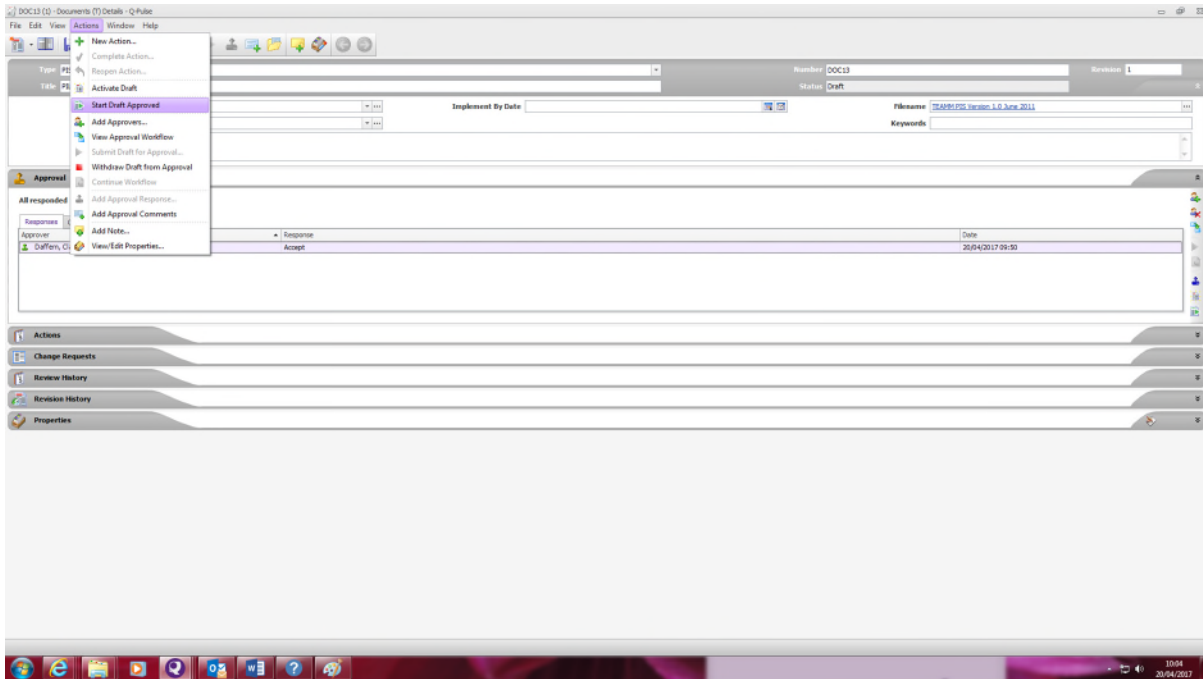 DOC13 (1) - Documents (T) Details - Q-Pulse
File Edit View Actions Window Help
New Action...
Complete Action...
Reopen Action...
Activate Draft
Start Draft Approved
Add Approvers...
View Approval Workflow
Submit Draft for Approval...
Withdraw Draft from Approval
Continue Workflow
Add Approval Response...
Add Approval Comments
Add Note...
View/Edit Properties...
Type Number DOC13 Revision 1
Title Status Draft
Implement By Date Filename TEAMM PIS Version 1.0 June 2011
Keywords
Approval
All responded
Responses
Approver Response Date
Daffern, Accept 20/04/2017 09:50
Actions
Change Requests
Review History
Revision History
Properties
10:04
20/04/2017